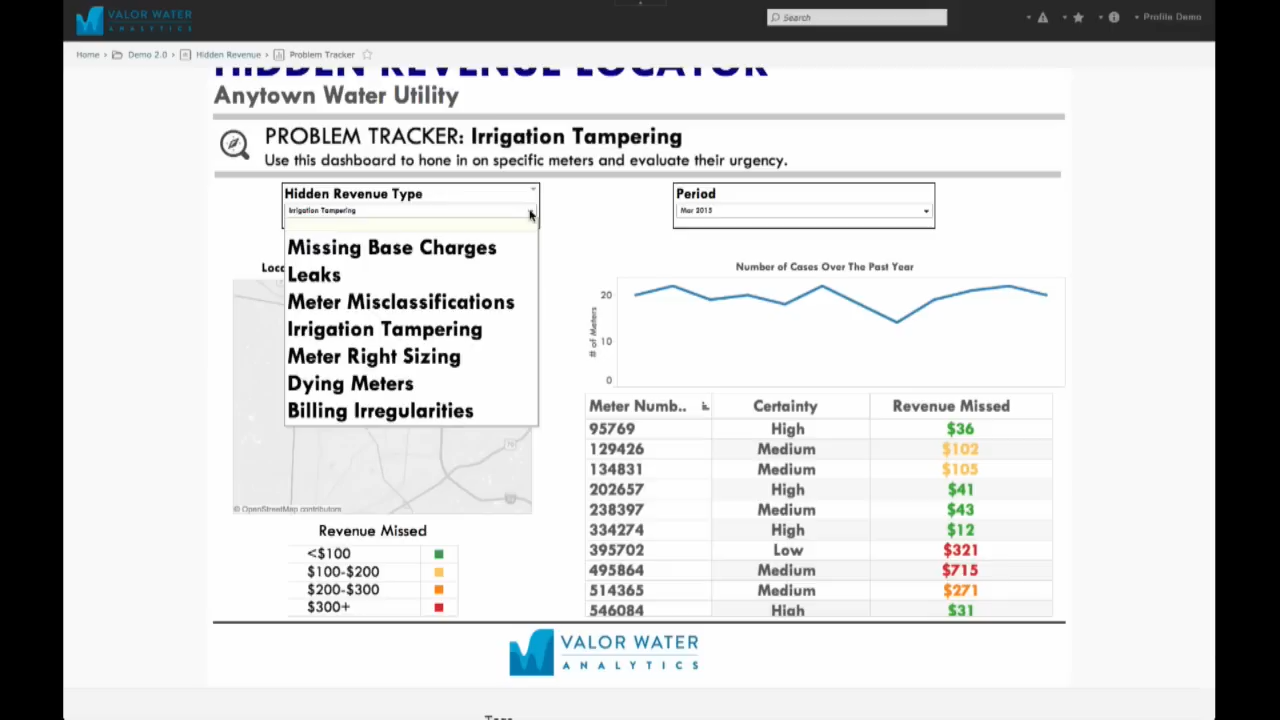 VALOR WATER
ANALYTICS
Search
Profile Demo
Home
Demo 2.0
Hidden Revenue
Problem Tracker
HIDDEN REVENUE LOCATOR
Anytown Water Utility
PROBLEM TRACKER: Irrigation Tampering
Use this dashboard to hone in on specific meters and evaluate their urgency.
Hidden Revenue Type
Irrigation Tampering
Period
Mar 2015
Missing Base Charges
Leaks
Meter Misclassifications
Irrigation Tampering
Meter Right Sizing
Dying Meters
Billing Irregularities
© OpenStreetMap contributors
Revenue Missed
<$100
$100-$200
$200-$300
$300+
Number of Cases Over The Past Year
# of Meters
20
10
0
Meter Numb.. Certainty Revenue Missed
95769 High $36
129426 Medium $102
134831 Medium $105
202657 High $41
238397 Medium $43
334274 High $12
395702 Low $321
495864 Medium $715
514365 Medium $271
546084 High $31
VALOR WATER
ANALYTICS